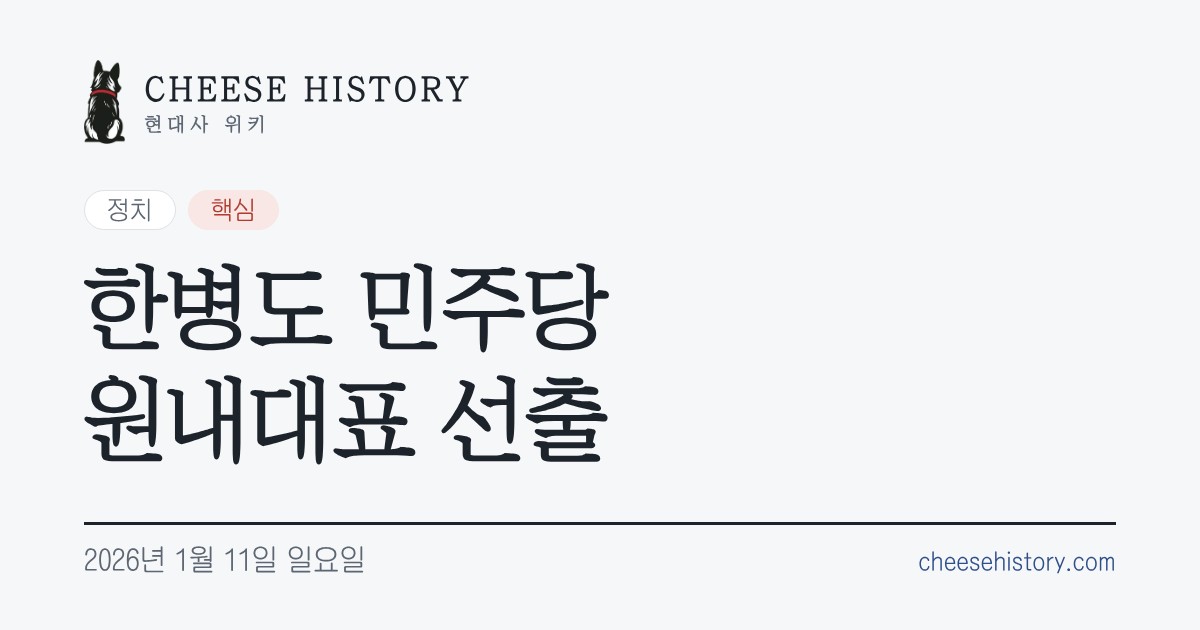 CHEESE HISTORY
현대사 위키
정치 핵심
한병도 민주당
원내대표 선출
2026년 1월 11일 일요일 cheesehistory.com